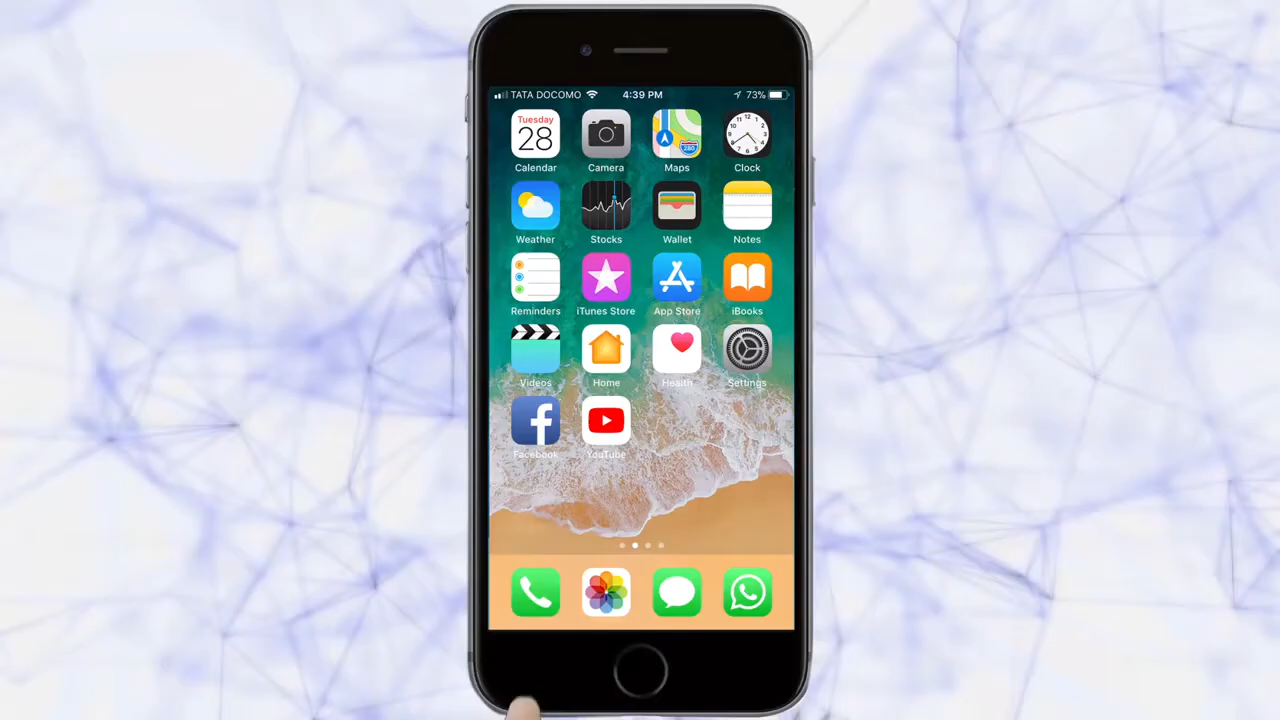 TATA DOCOMO 4:39 PM 73%
Tuesday
28
Calendar Camera Maps Clock
280
Weather Stocks Wallet Notes
Reminders iTunes Store App Store iBooks
Videos Home Health Settings
Facebook YouTube